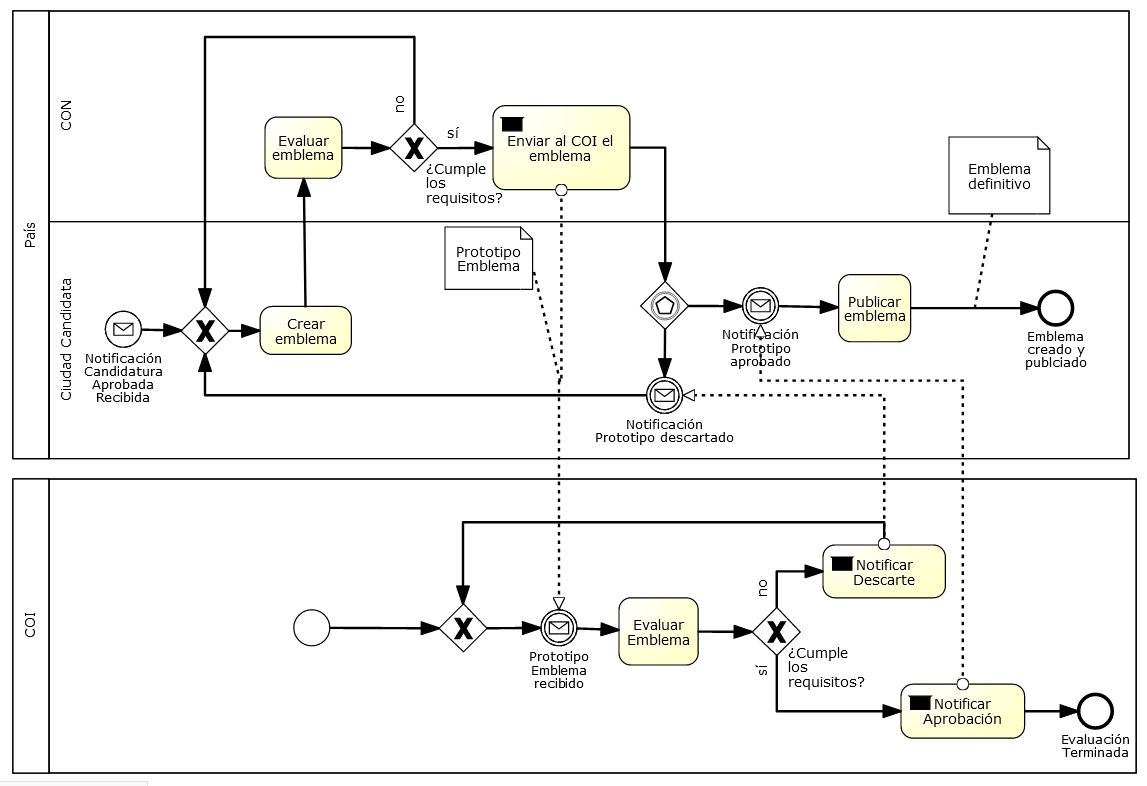 País
CON
no
Evaluar
emblema
sí
¿Cumple
los
requisitos?
Enviar al COI el
emblema
Emblema
definitivo
Ciudad Candidata
Prototipo
Emblema
Notificación
Candidatura
Aprobada
Recibida
Crear
emblema
Notificación
Prototipo
aprobado
Publicar
emblema
Emblema
creado y
publciado
Notificación
Prototipo descartado
COI
Prototipo
Emblema
recibido
Evaluar
Emblema
no
Notificar
Descarte
¿Cumple
los
requisitos?
sí
Notificar
Aprobación
Evaluación
Terminada